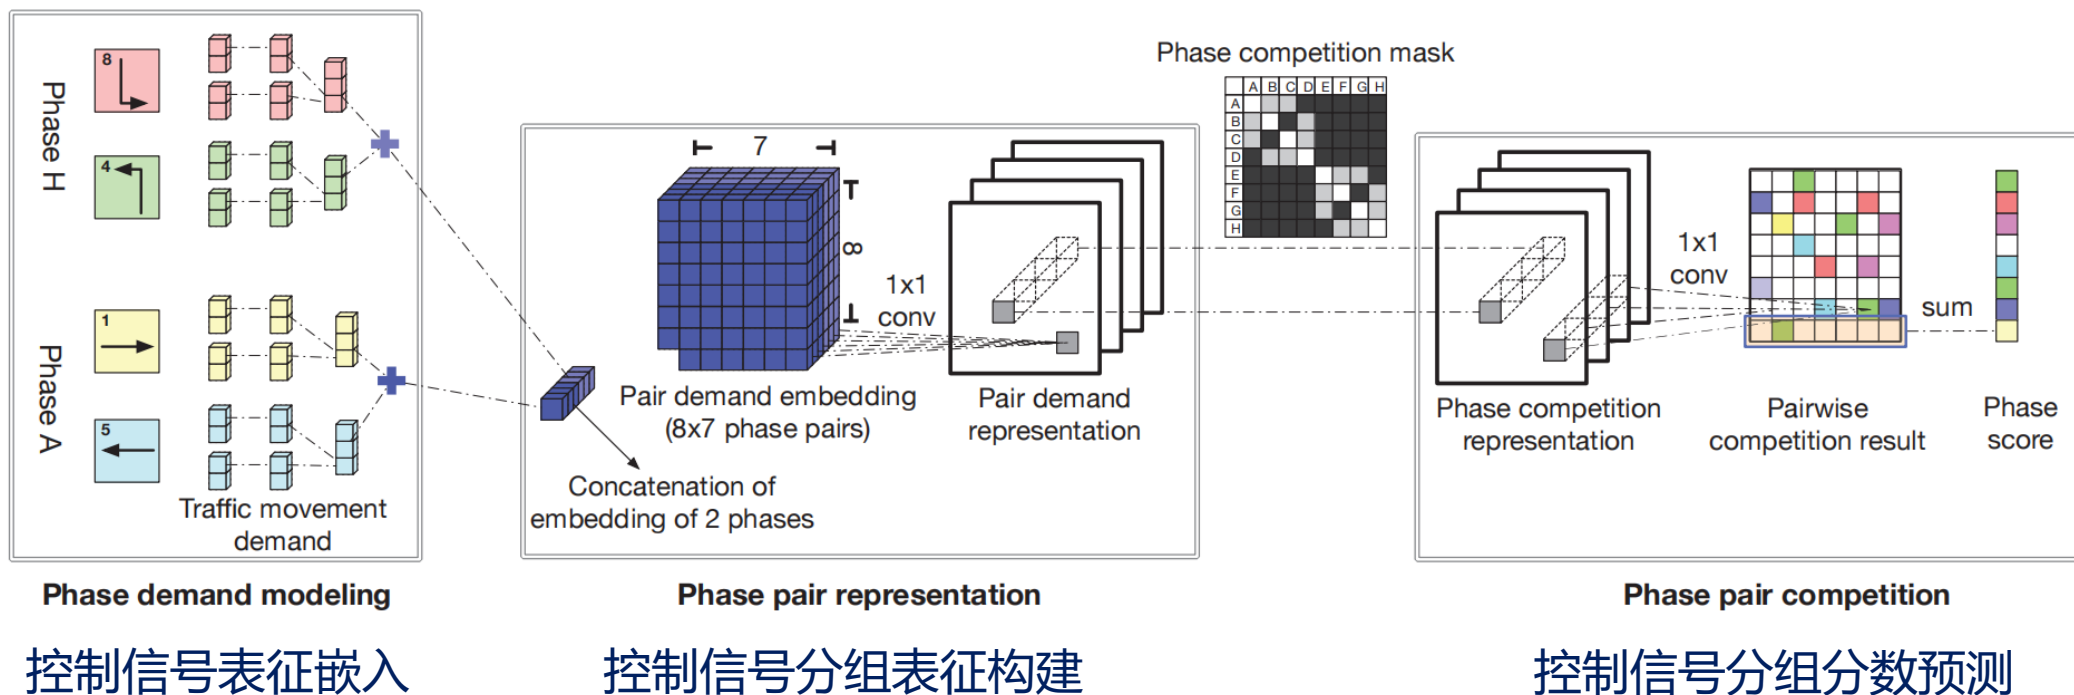 Phase H
8
4
Phase A
1
5
Traffic movement
demand
Phase demand modeling
控制信号表征嵌入
7
8
1x1
conv
Pair demand embedding
(8x7 phase pairs)
Pair demand
representation
Concatenation of
embedding of 2 phases
Phase pair representation
控制信号分组表征构建
Phase competition mask
A B C D E F G H
A
B
C
D
E
F
G
H
1x1
conv
sum
Phase competition
representation
Pairwise
competition result
Phase
score
Phase pair competition
控制信号分组分数预测